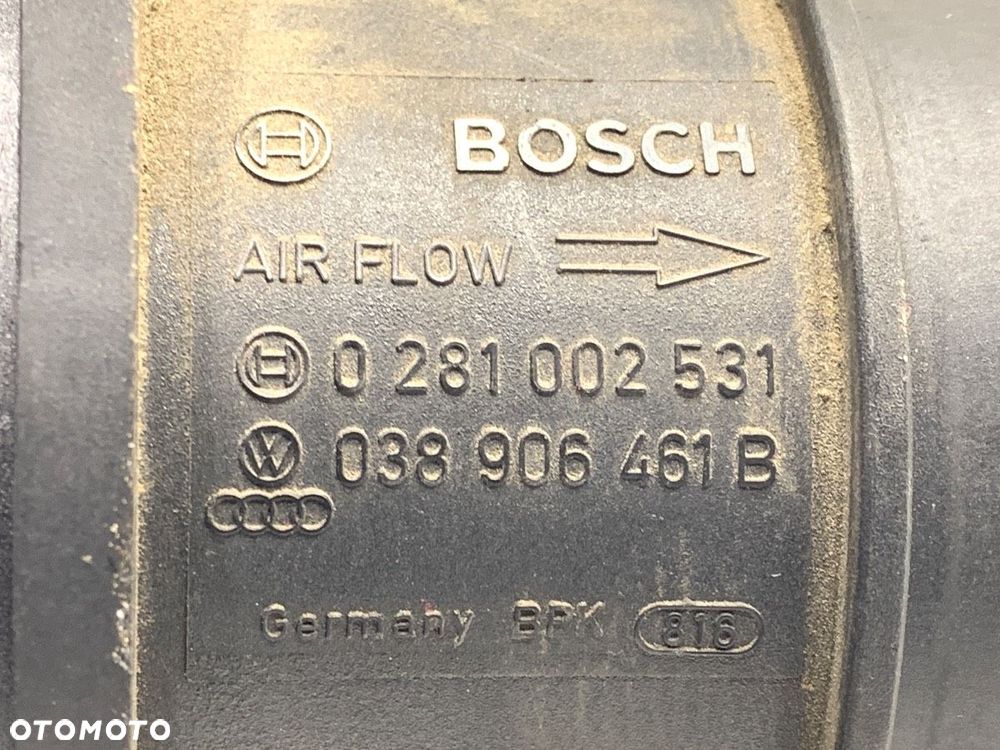 BOSCH
AIR FLOW
0 281 002 531
038 906 461 B
Germany BPK 816
OTOMOTO